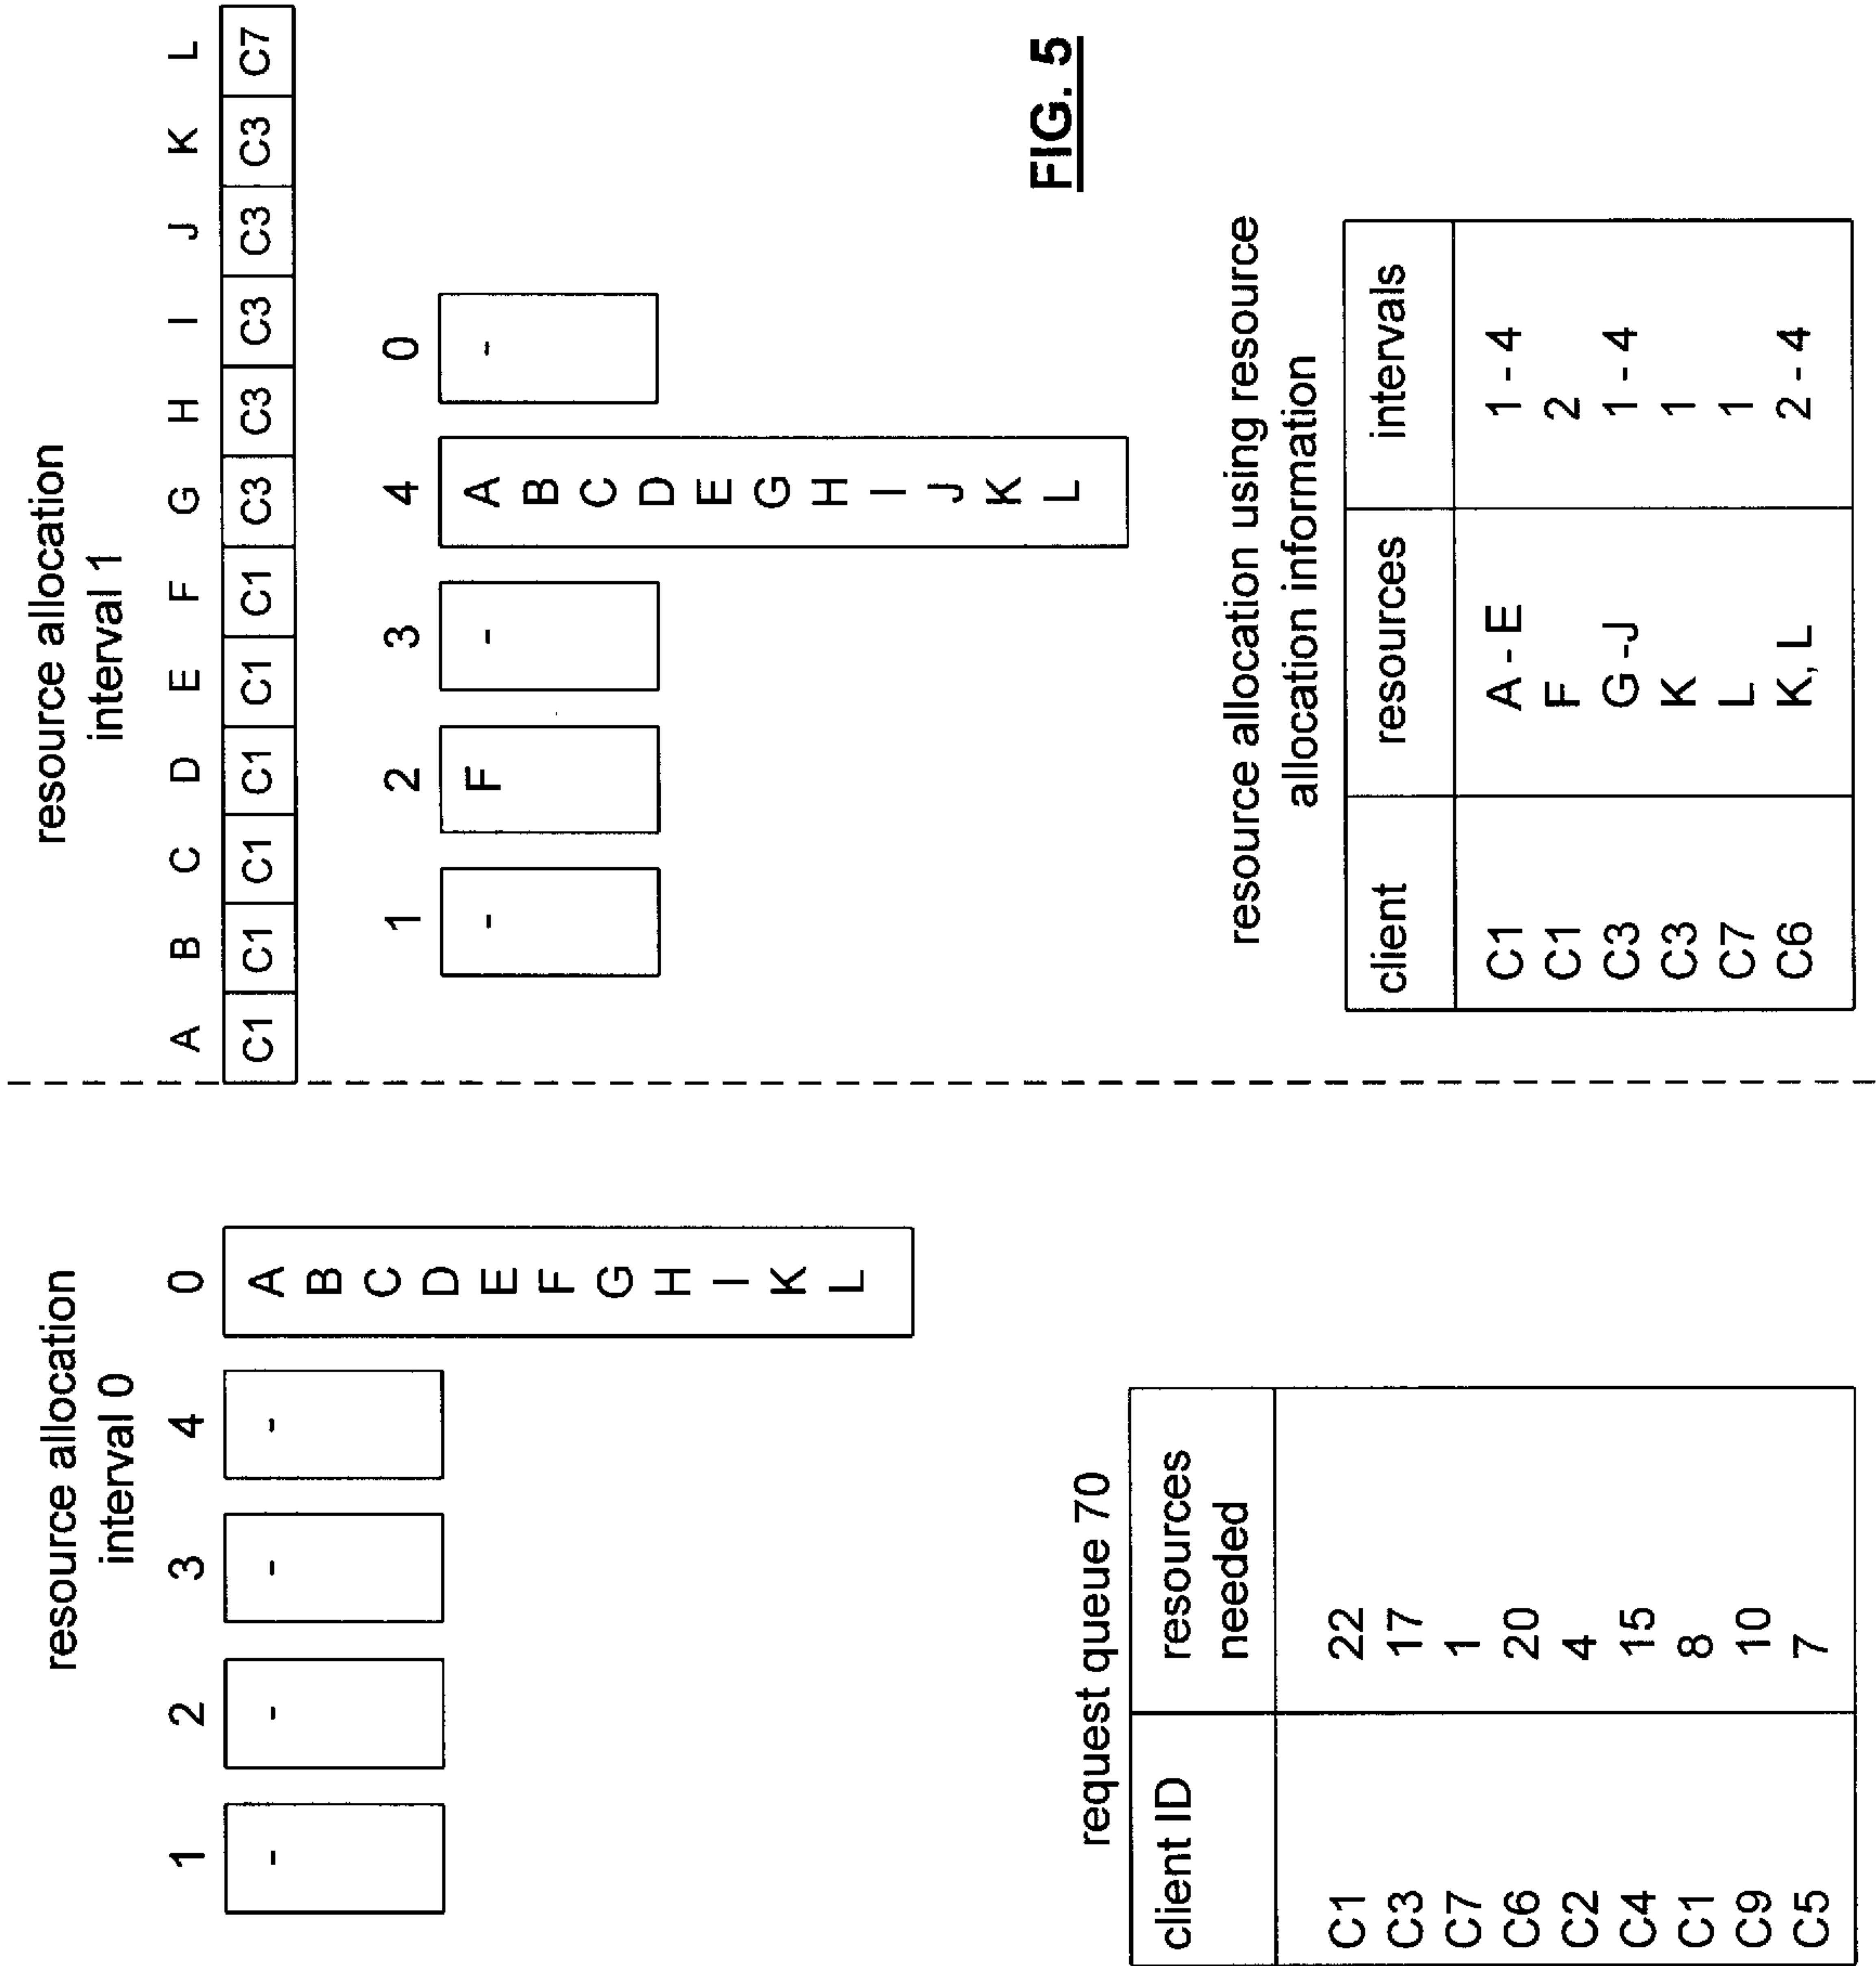 resource allocation
interval 0
1 2 3 4 0
- - - - A
B
C
D
E
F
G
H
I
K
L
request queue 70
client ID resources
needed
C1 22
C3 17
C7 1
C6 20
C2 4
C4 15
C1 8
C9 10
C5 7
resource allocation
interval 1
A B C D E F G H I J K L
C1 C1 C1 C1 C1 C1 C3 C3 C3 C3 C3 C7
1 2 3 4 0
- F - A -
B
C
D
E
G
H
I
J
K
L
FIG. 5
resource allocation using resource
allocation information
client resources intervals
C1 A - E 1 - 4
C1 F 2
C3 G -J 1 - 4
C3 K 1
C7 L 1
C6 K, L 2 - 4